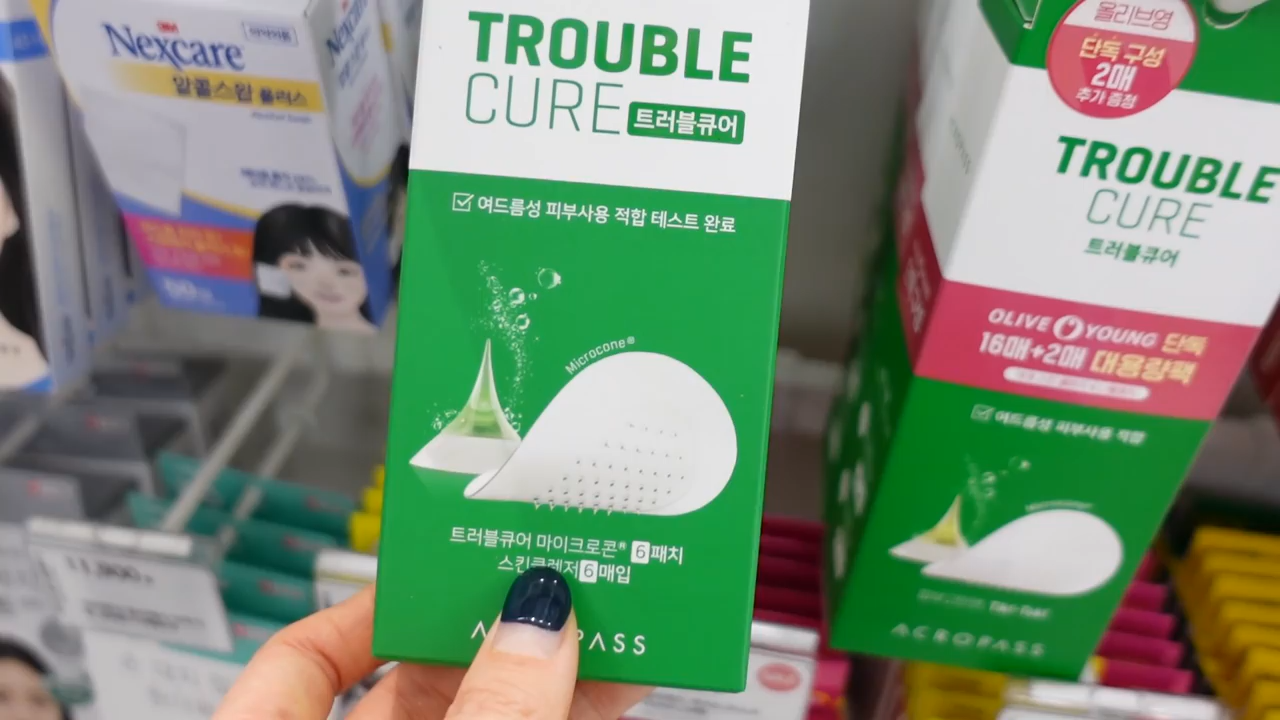 3M
Nexcare
의약외품
알콜스왑 플러스
TROUBLE
CURE 트러블큐어
여드름성 피부사용 적합 테스트 완료
Microcone®
트러블큐어 마이크로콘® 6패치
스킨클렌저 6매입
올리브영
단독 구성
2매
추가 증정
TROUBLE
CURE
트러블큐어
OLIVE YOUNG 단독
16매+2매 대용량팩
여드름성 피부사용 적합
ACROPASS